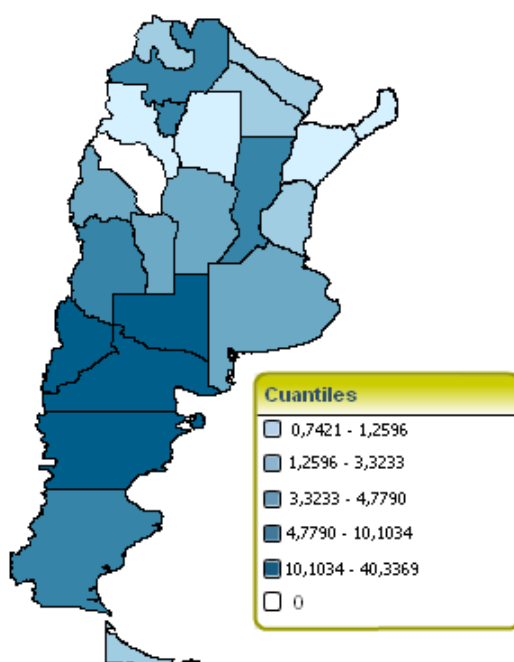 Cuantiles
0,7421 - 1,2596
1,2596 - 3,3233
3,3233 - 4,7790
4,7790 - 10,1034
10,1034 - 40,3369
0